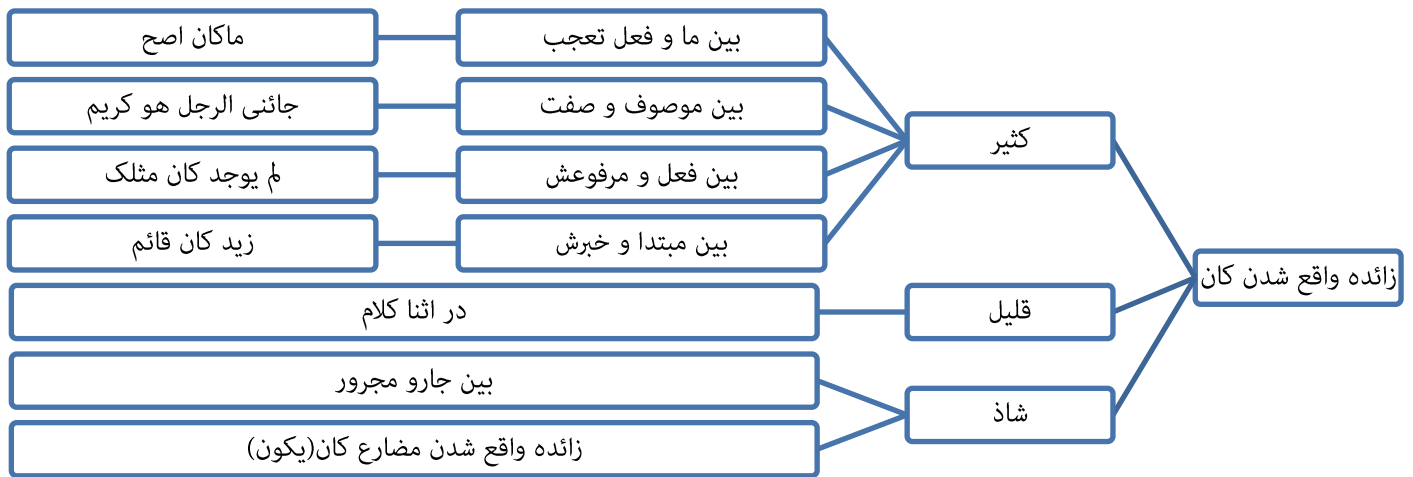 زائده واقع شدن کان
کثیر
بین ما و فعل تعجب
ماکان اصح
بین موصوف و صفت
جائنی الرجل هو کریم
بین فعل و مرفوعش
لم یوجد کان مثلک
بین مبتدا و خبرش
زید کان قائم
قلیل
در اثنا کلام
شاذ
بین جارو مجرور
زائده واقع شدن مضارع کان(یکون)